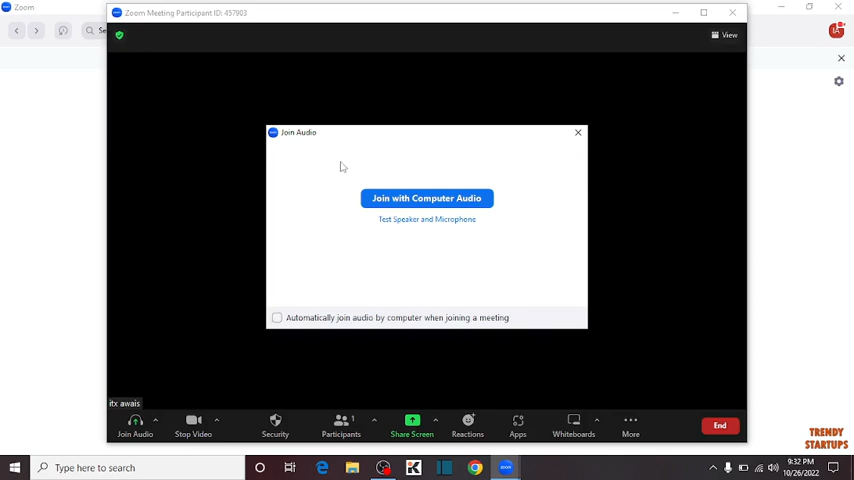 Zoom
Zoom Meeting Participant ID: 457903
View
Join Audio
Join with Computer Audio
Test Speaker and Microphone
Automatically join audio by computer when joining a meeting
itx awais
Join Audio
Stop Video
Security
Participants
1
Share Screen
Reactions
Apps
Whiteboards
More
End
TRENDY
STARTUPS
Type here to search
9:32 PM
10/26/2022